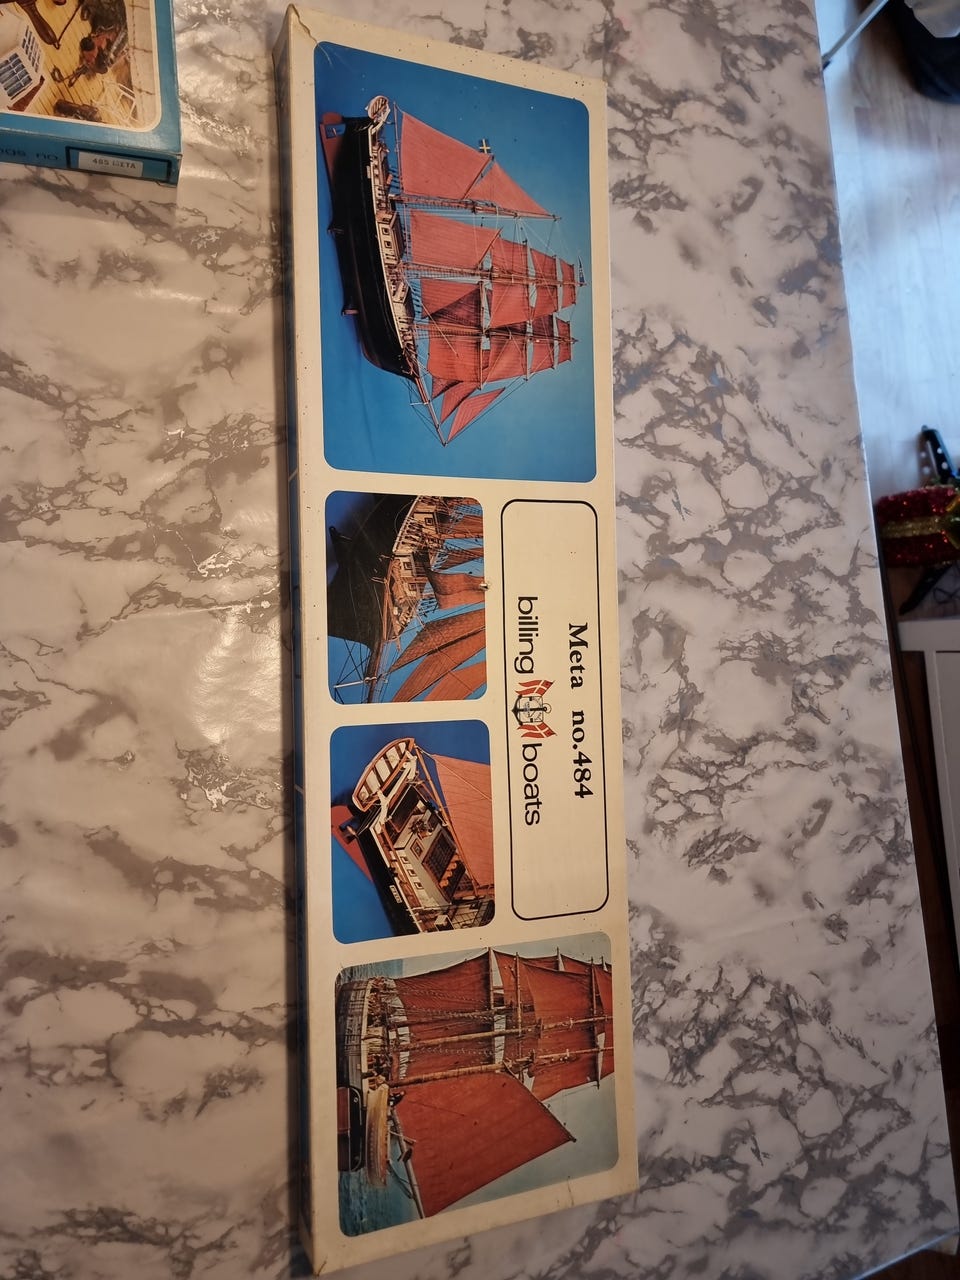 Meta no.484
billing boats
485 META